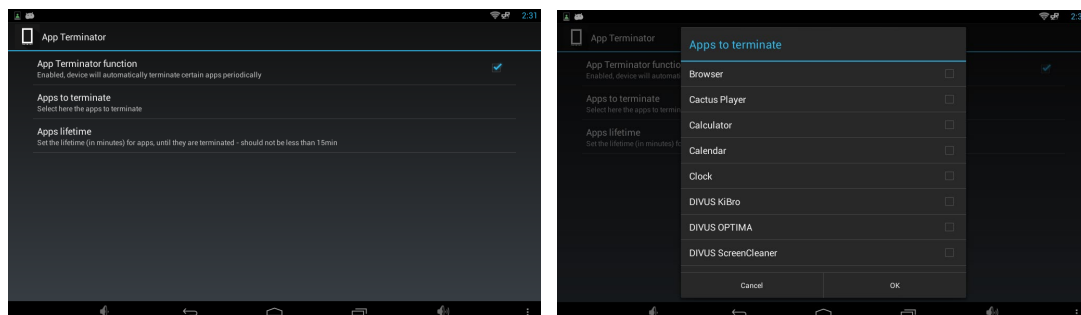 2:31
App Terminator
App Terminator function
Enabled, device will automatically terminate certain apps periodically
Apps to terminate
Select here the apps to terminate
Apps lifetime
Set the lifetime (in minutes) for apps, until they are terminated - should not be less than 15min
2:3
App Terminator
App Terminator functio
Enabled, device will automati
Apps to terminate
Select here the apps to termin
Apps lifetime
Set the lifetime (in minutes) f
Apps to terminate
Browser
Cactus Player
Calculator
Calendar
Clock
DIVUS KiBro
DIVUS OPTIMA
DIVUS ScreenCleaner
Cancel
OK